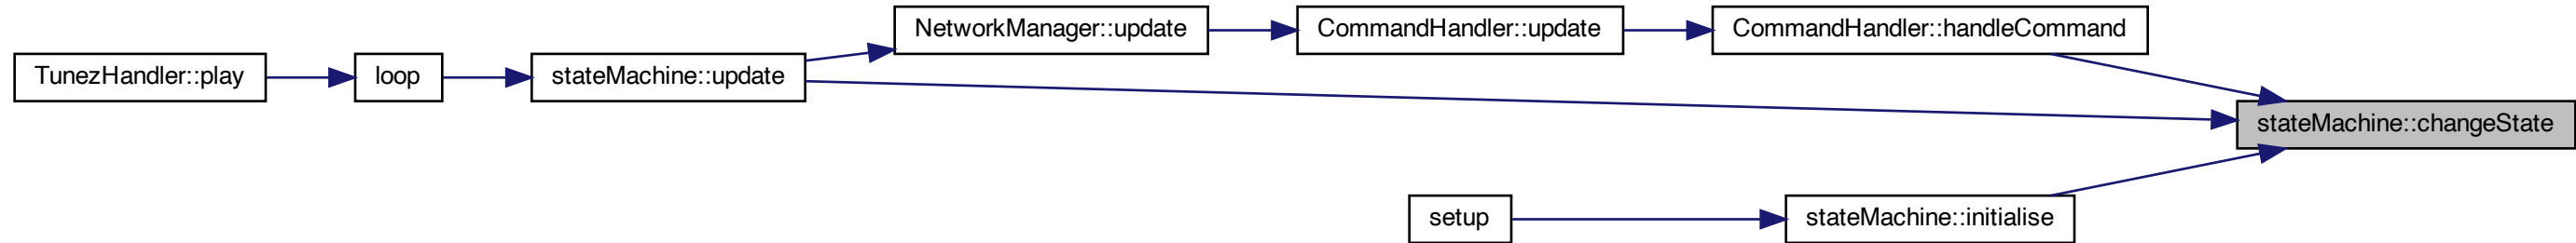 NetworkManager::update
CommandHandler::update
CommandHandler::handleCommand
TunezHandler::play
loop
stateMachine::update
stateMachine::changeState
setup
stateMachine::initialise